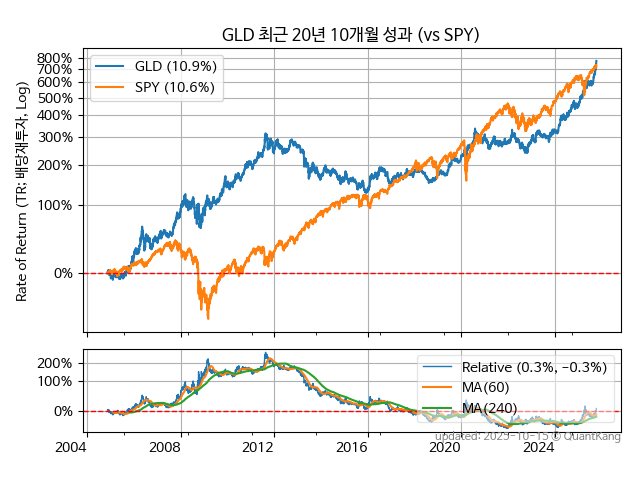 GLD 최근 20년 10개월 성과 (vs SPY)
Rate of Return (TR: 배당재투자, Log)
800%
700%
600%
500%
400%
300%
200%
100%
0%
GLD (10.9%)
SPY (10.6%)
200%
100%
0%
Relative (0.3%, −0.3%)
MA(60)
MA(240)
updated: 2025-10-15 © QuantKang
2004
2008
2012
2016
2020
2024